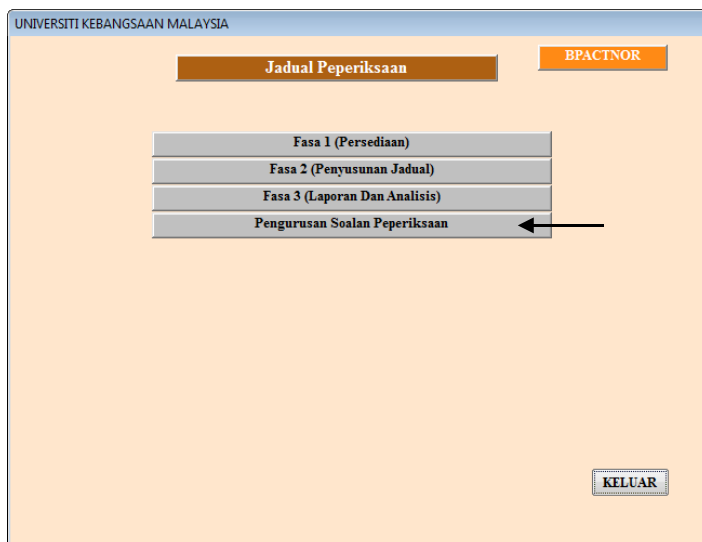 UNIVERSITI KEBANGSAAN MALAYSIA
Jadual Peperiksaan
BPACTNOR
Fasa 1 (Persediaan)
Fasa 2 (Penyusunan Jadual)
Fasa 3 (Laporan Dan Analisis)
Pengurusan Soalan Peperiksaan
KELUAR